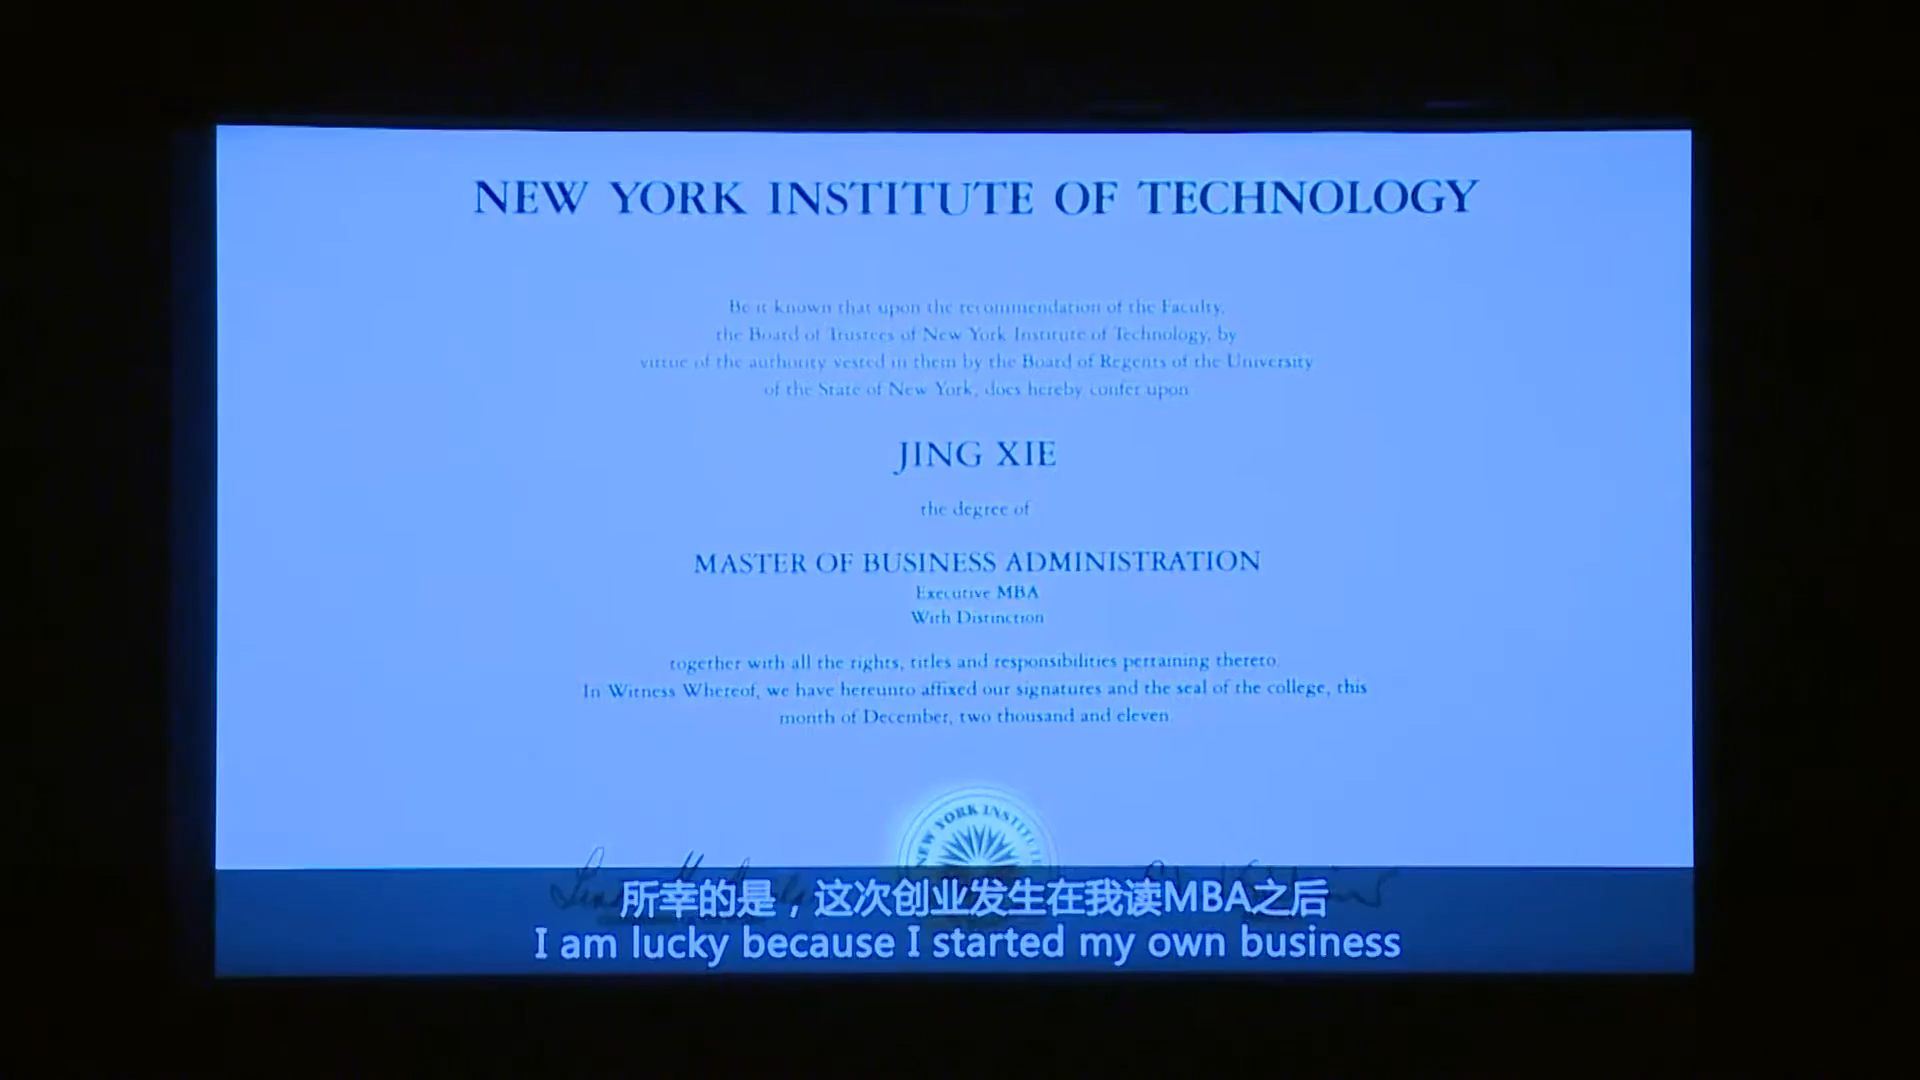 NEW YORK INSTITUTE OF TECHNOLOGY
Be it known that upon the recommendation of the Faculty,
the Board of Trustees of New York Institute of Technology, by
virtue of the authority vested in them by the Board of Regents of the University
of the State of New York, does hereby confer upon
JING XIE
the degree of
MASTER OF BUSINESS ADMINISTRATION
Executive MBA
With Distinction
together with all the rights, titles and responsibilities pertaining thereto.
In Witness Whereof, we have hereunto affixed our signatures and the seal of the college, this
month of December, two thousand and eleven.
NEW YORK INSTITUTE
所幸的是，这次创业发生在我读MBA之后
I am lucky because I started my own business